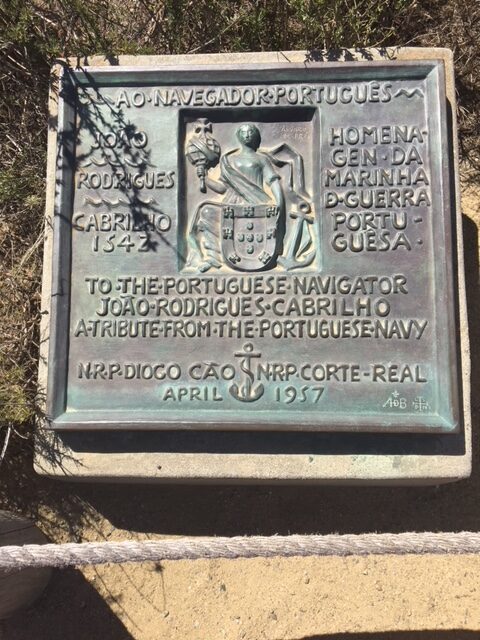 AO·NAVEGADOR·PORTUGUÊS
JOÃO
RODRIGUES
CABRILHO
1542
HOMENA-
GEN·DA
MARINHA
D·GUERRA
PORTU-
GUÊSA·
TO·THE·PORTUGUESE·NAVIGATOR
JOÃO·RODRIGUES·CABRILHO
A·TRIBUTE·FROM·THE·PORTUGUESE·NAVY
N·R·P·DIOGO CÃO N·R·P·CORTE-REAL
APRIL 1957